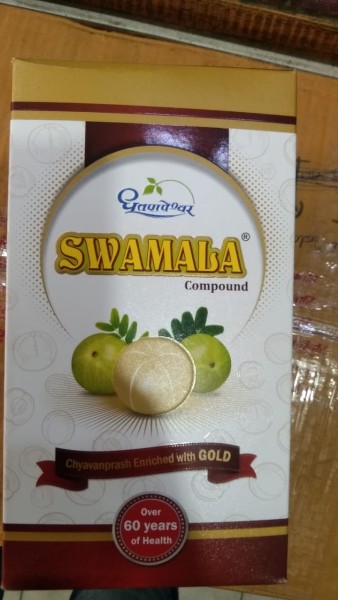 धूतपापेश्वर
SWAMALA®
Compound
Chyavanprash Enriched with GOLD
Over
60 years
of Health